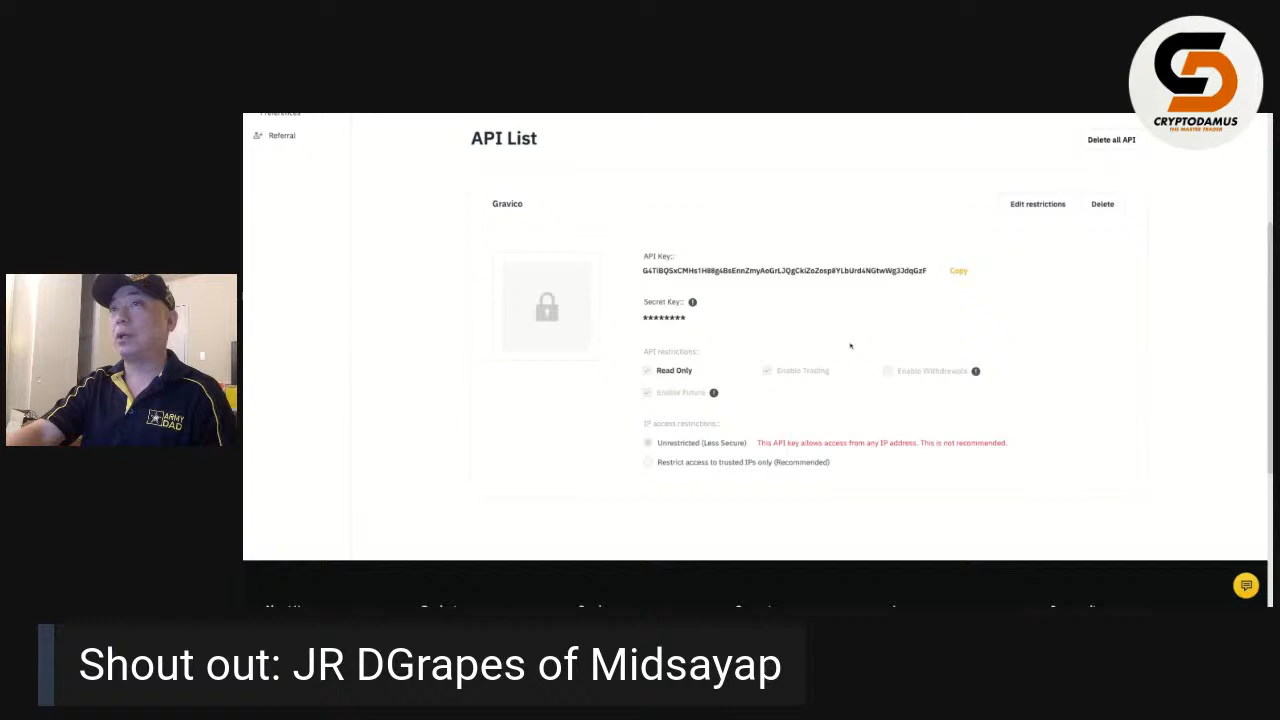 CRYPTODAMUS
THE MASTER TRADER
Preferences
Referral
API List
Delete all API
Gravico
Edit restrictions
Delete
API Key::
Copy
Secret Key::
********
API restrictions::
Read Only
Enable Trading
Enable Withdrawals
Enable Futures
IP access restrictions::
Unrestricted (Less Secure) This API key allows access from any IP address. This is not recommended.
Restrict access to trusted IPs only (Recommended)
ARMY
DAD
Shout out: JR DGrapes of Midsayap